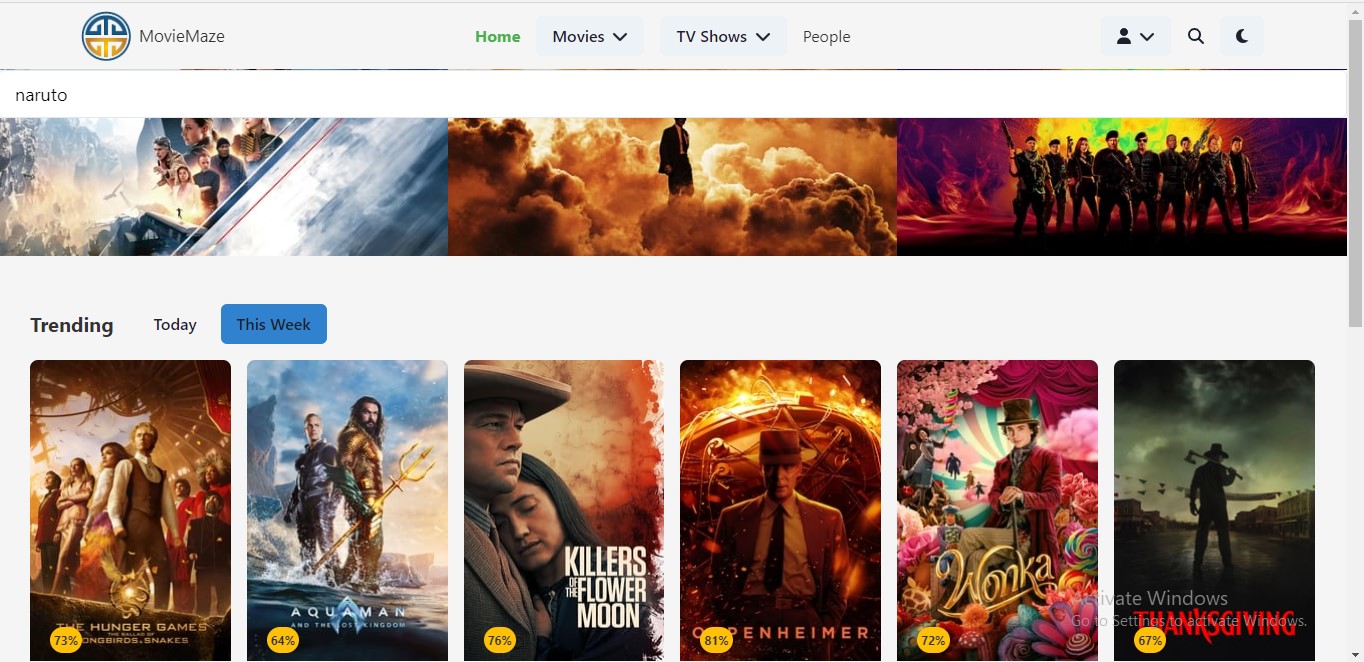 MovieMaze
Home
Movies
TV Shows
People
naruto
Trending
Today
This Week
THE HUNGER GAMES
THE BALLAD OF
SONGBIRDS & SNAKES
73%
AQUAMAN
AND THE LOST KINGDOM
64%
KILLERS
OF
THE FLOWER
MOON
76%
OPPENHEIMER
81%
Wonka
72%
THANKSGIVING
67%
Activate Windows
Go to Settings to activate Windows.